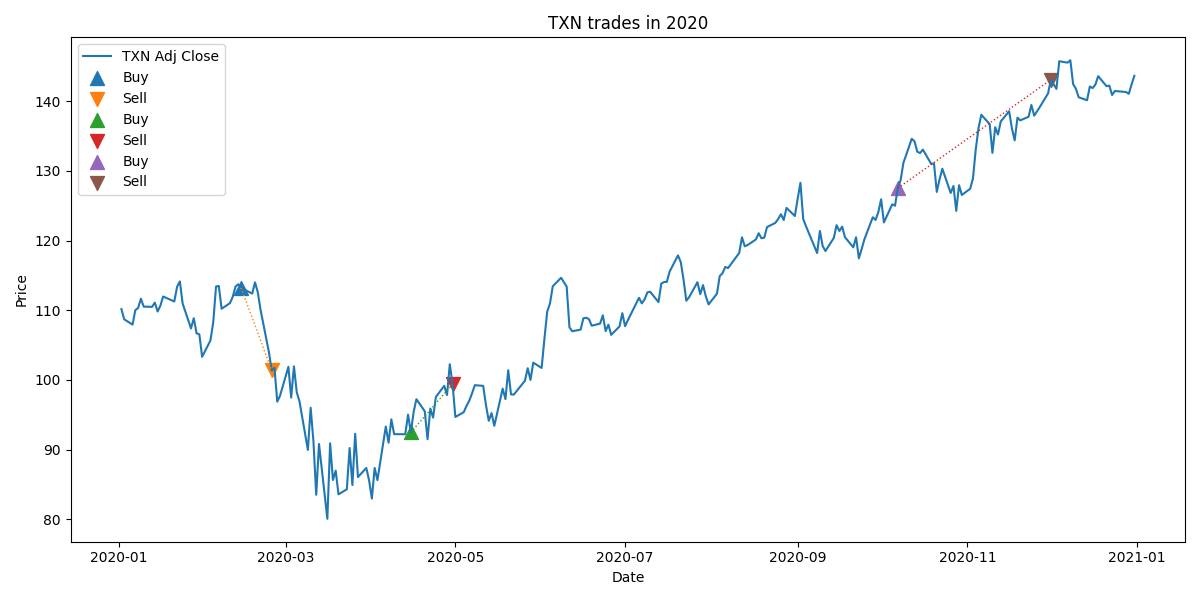 TXN trades in 2020
TXN Adj Close
Buy
Sell
Buy
Sell
Buy
Sell
Price
140
130
120
110
100
90
80
2020-01 2020-03 2020-05 2020-07 2020-09 2020-11 2021-01
Date